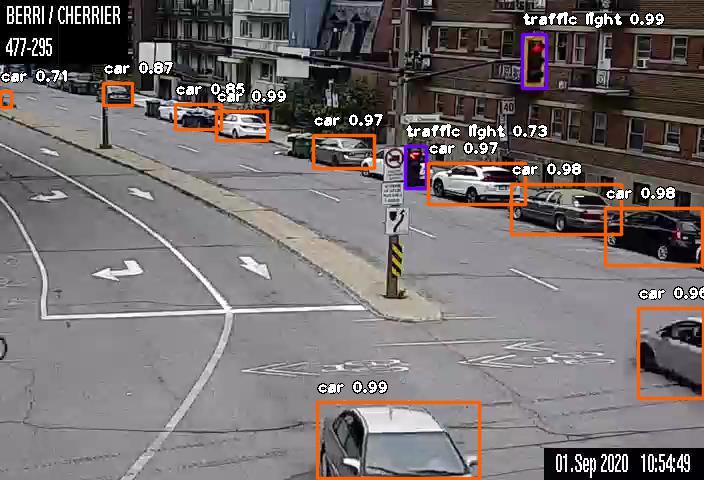 BERRI / CHERRIER
477-295
traffic light 0.99
car 0.71
car 0.87
car 0.85
car 0.99
car 0.97
traffic light 0.73
car 0.97
car 0.98
car 0.98
40
car 0.96
car 0.99
01.Sep 2020 10:54:49